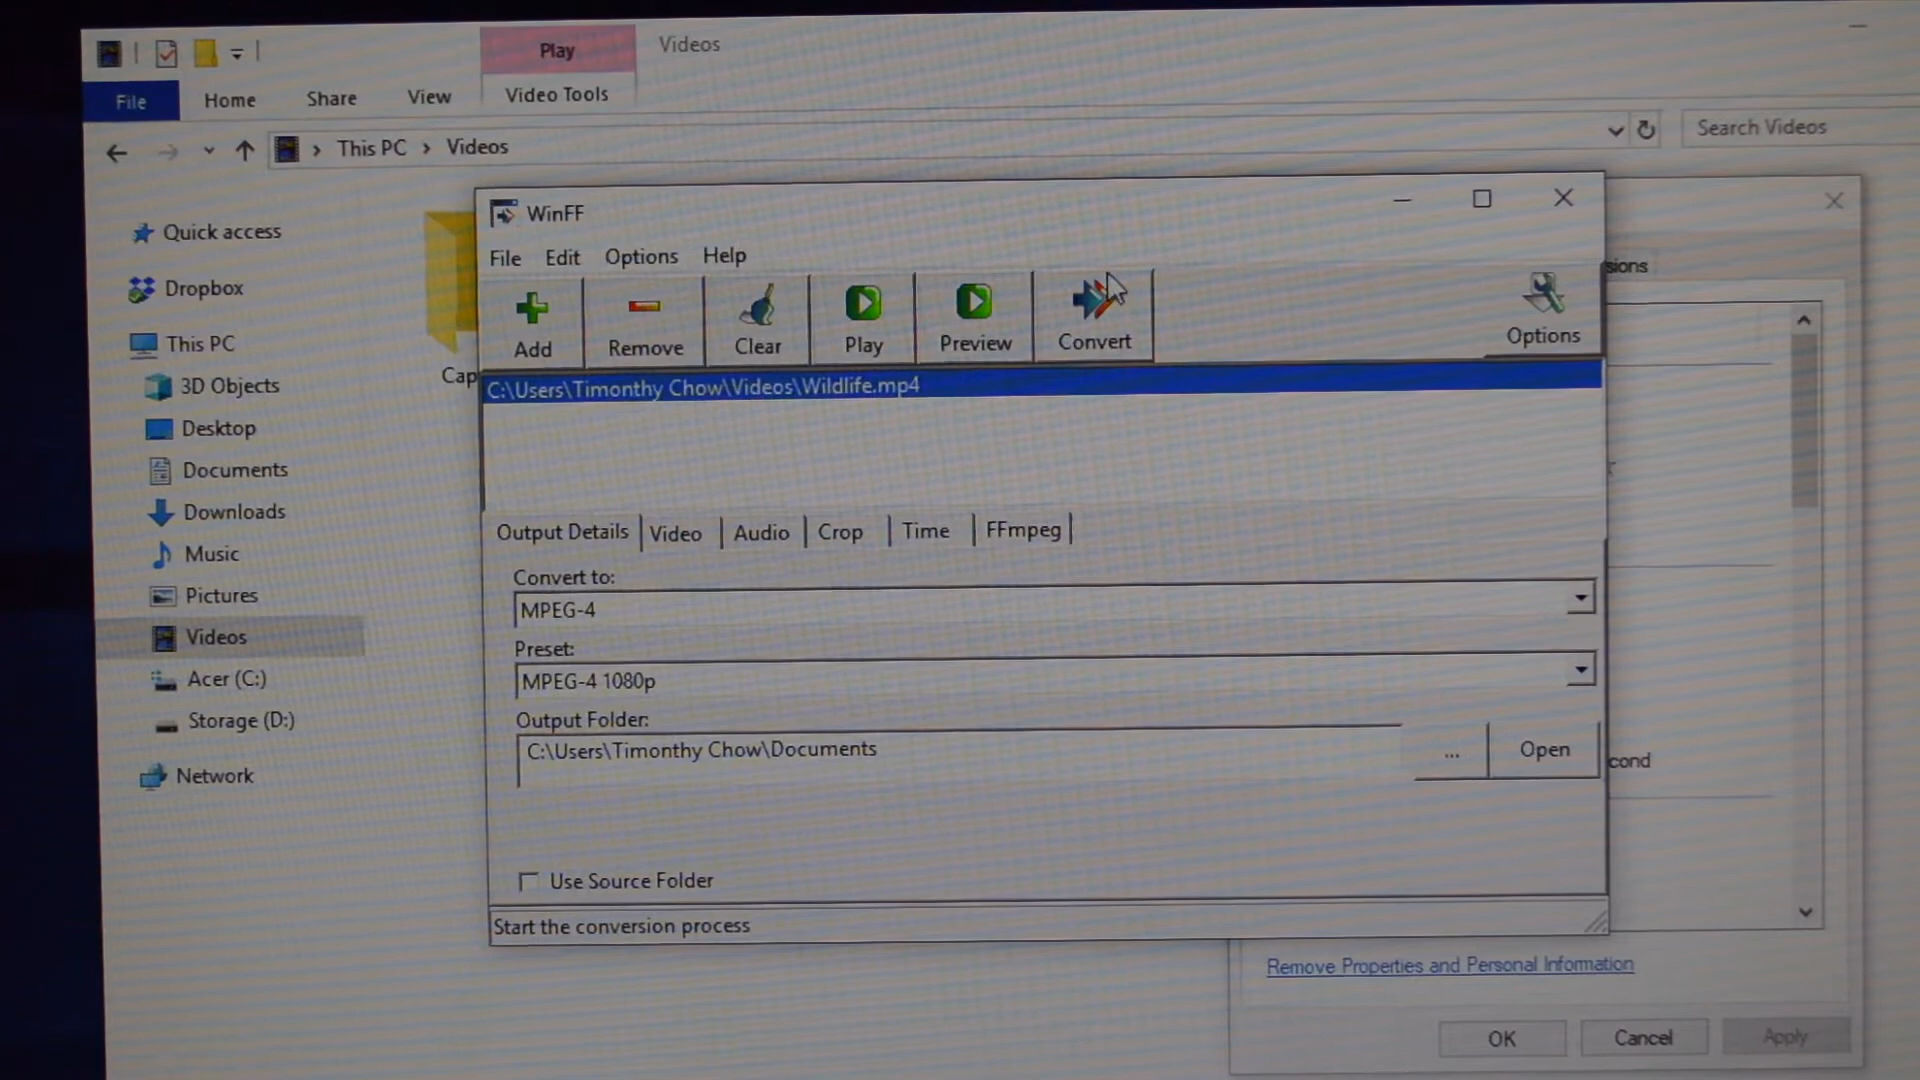 Play
Videos
File
Home
Share
View
Video Tools
This PC
Videos
Search Videos
Quick access
Dropbox
This PC
3D Objects
Desktop
Documents
Downloads
Music
Pictures
Videos
Acer (C:)
Storage (D:)
Network
Cap
WinFF
File
Edit
Options
Help
Add
Remove
Clear
Play
Preview
Convert
Options
C:\Users\Timonthy Chow\Videos\Wildlife.mp4
Output Details
Video
Audio
Crop
Time
FFmpeg
Convert to:
MPEG-4
Preset:
MPEG-4 1080p
Output Folder:
C:\Users\Timonthy Chow\Documents
...
Open
Use Source Folder
Start the conversion process
sions
cond
Remove Properties and Personal Information
OK
Cancel
Apply